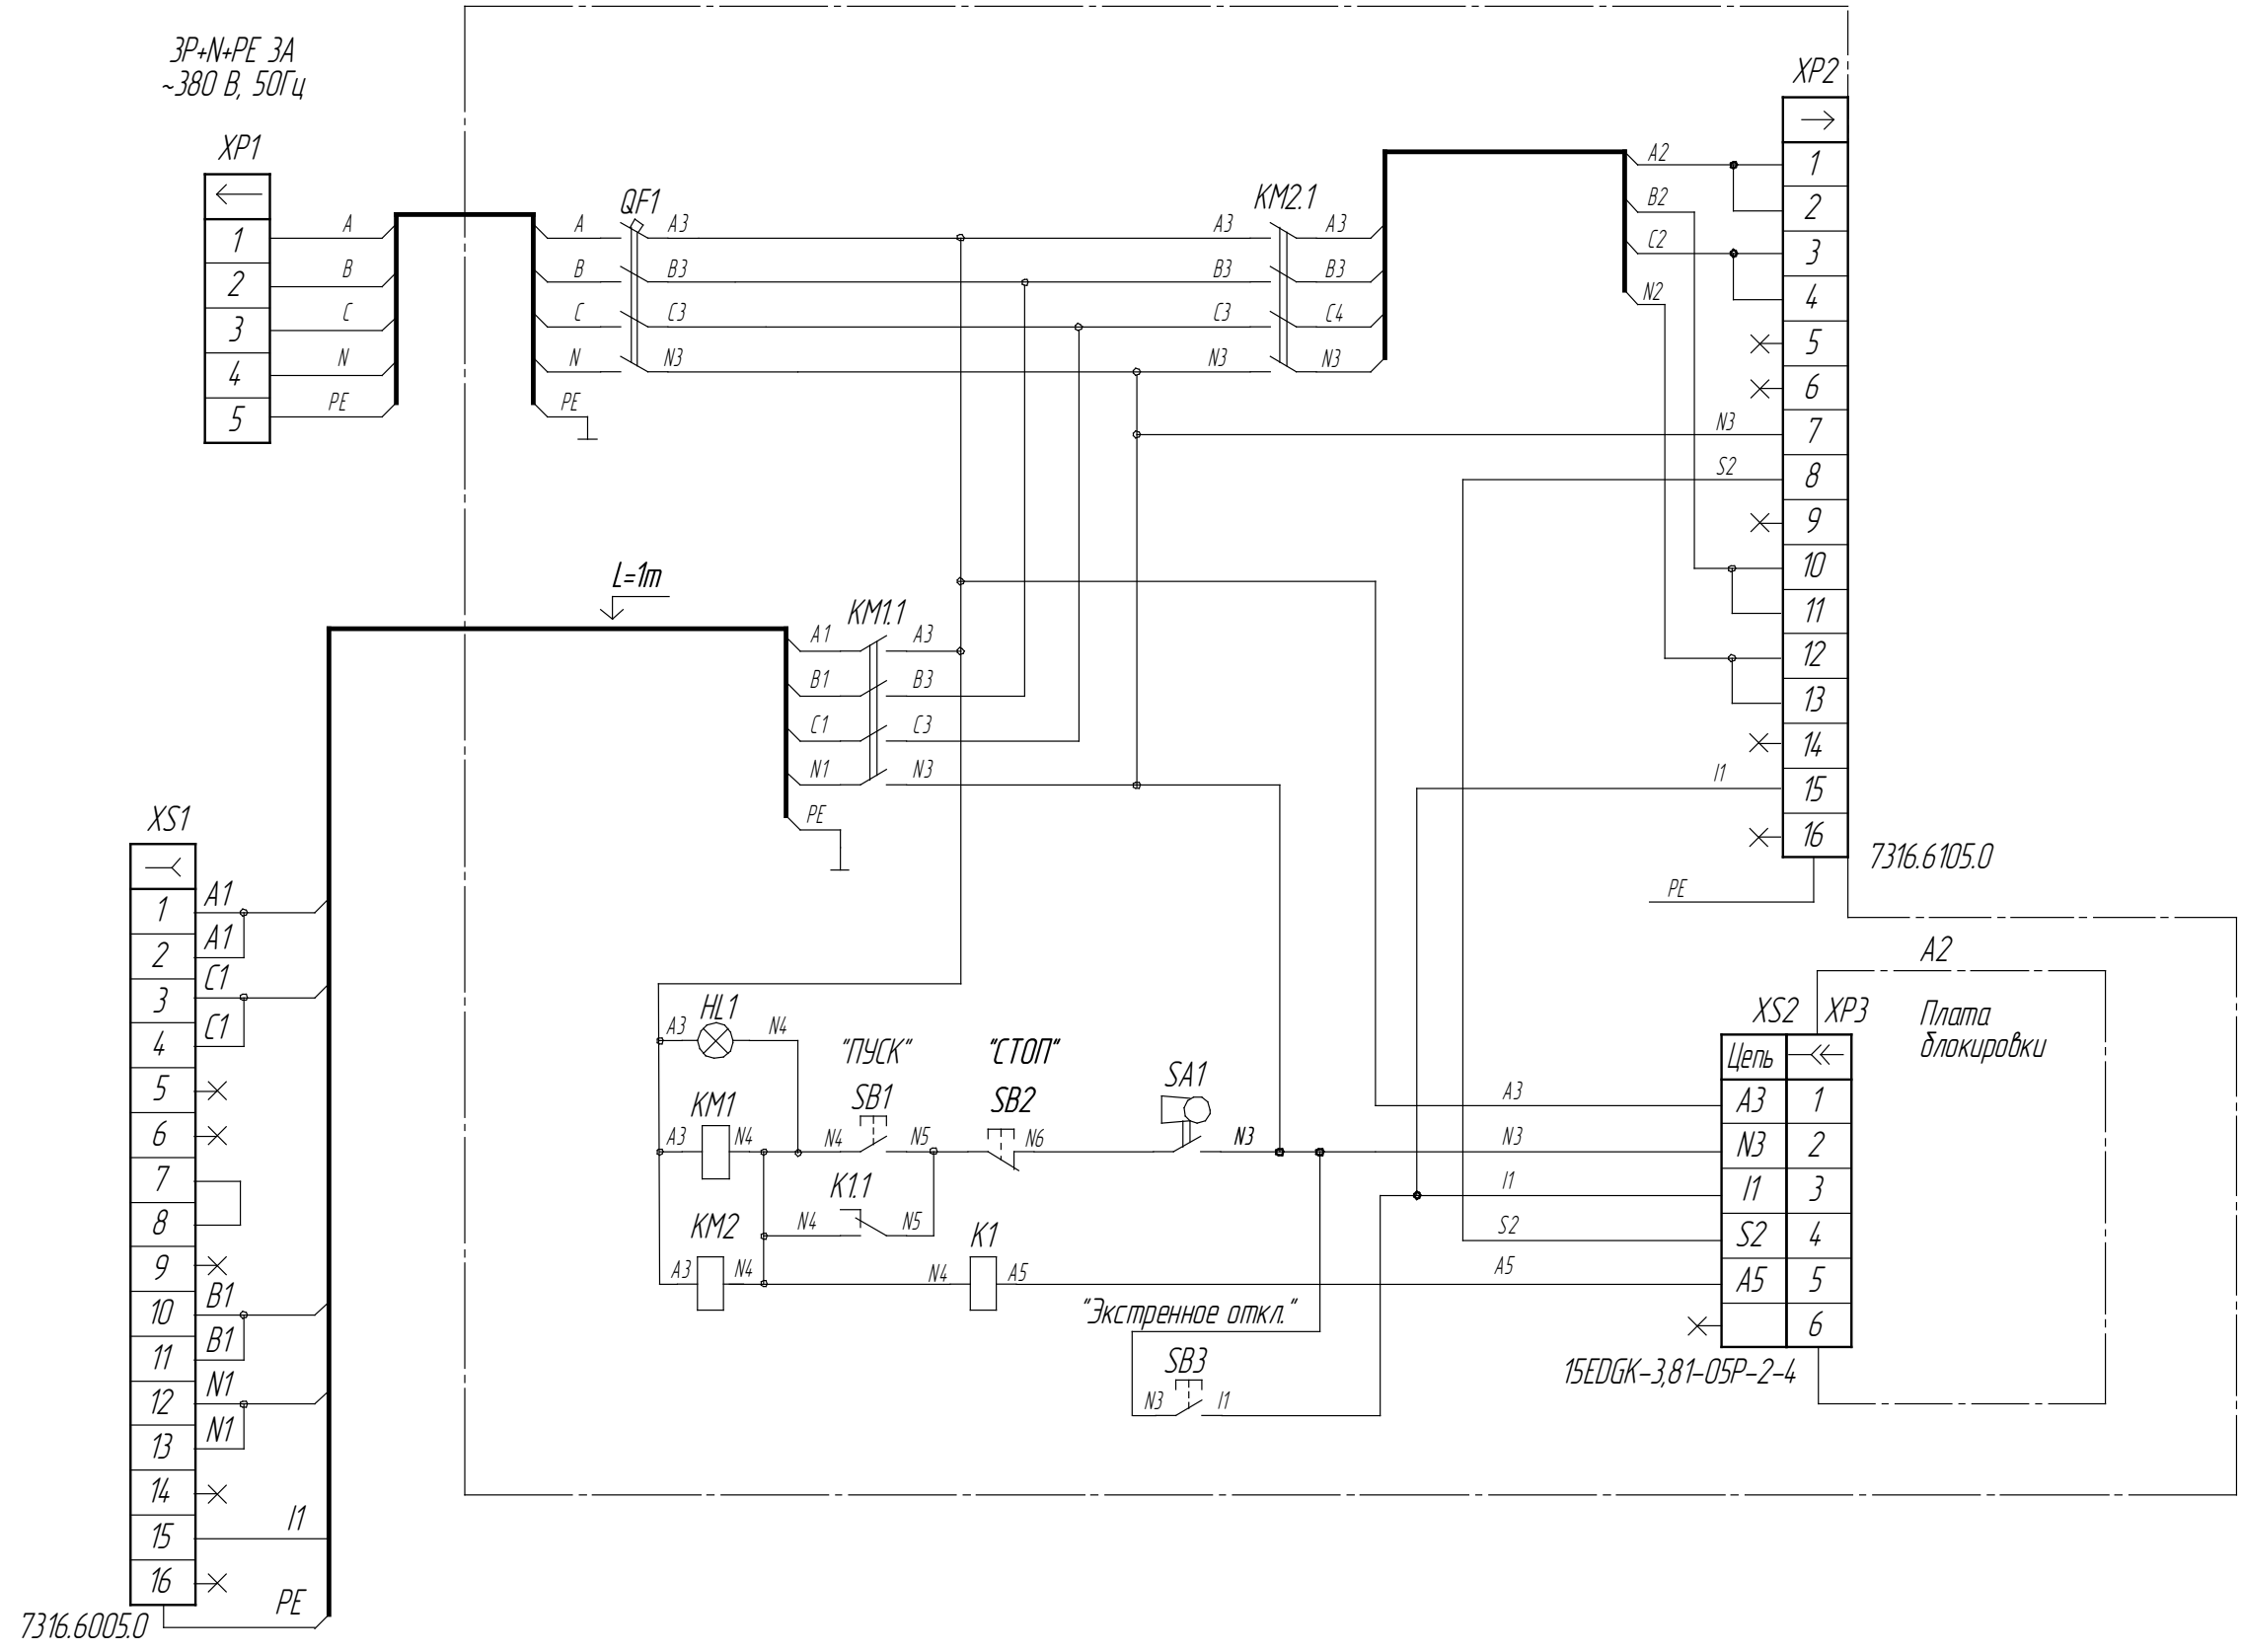 3P+N+PE 3А
~380 В, 50Гц
XP1
1
2
3
4
5
A
B
C
N
PE
A
B
C
N
PE
QF1
A3
B3
C3
N3
KM2.1
A3
B3
C3
N3
A3
B3
C4
N3
A2
B2
C2
N2
N3
S2
I1
PE
XP2
1
2
3
4
5
6
7
8
9
10
11
12
13
14
15
16
7316.6105.0
L=1m
KM1.1
A1
B1
C1
N1
PE
A3
B3
C3
N3
XS1
1
2
3
4
5
6
7
8
9
10
11
12
13
14
15
16
A1
A1
C1
C1
B1
B1
N1
N1
I1
PE
7316.6005.0
HL1
A3
N4
"ПУСК"
"СТОП"
KM1
SB1
SB2
SA1
A3
N4
N4
N5
N6
N3
K1.1
N4
N5
KM2
A3
N4
K1
N4
A5
"Экстренное откл."
SB3
N3
I1
A3
N3
I1
S2
A5
A2
Плата
блокировки
XS2 XP3
Цепь
A3 1
N3 2
I1 3
S2 4
A5 5
6
15EDGK-3,81-05P-2-4